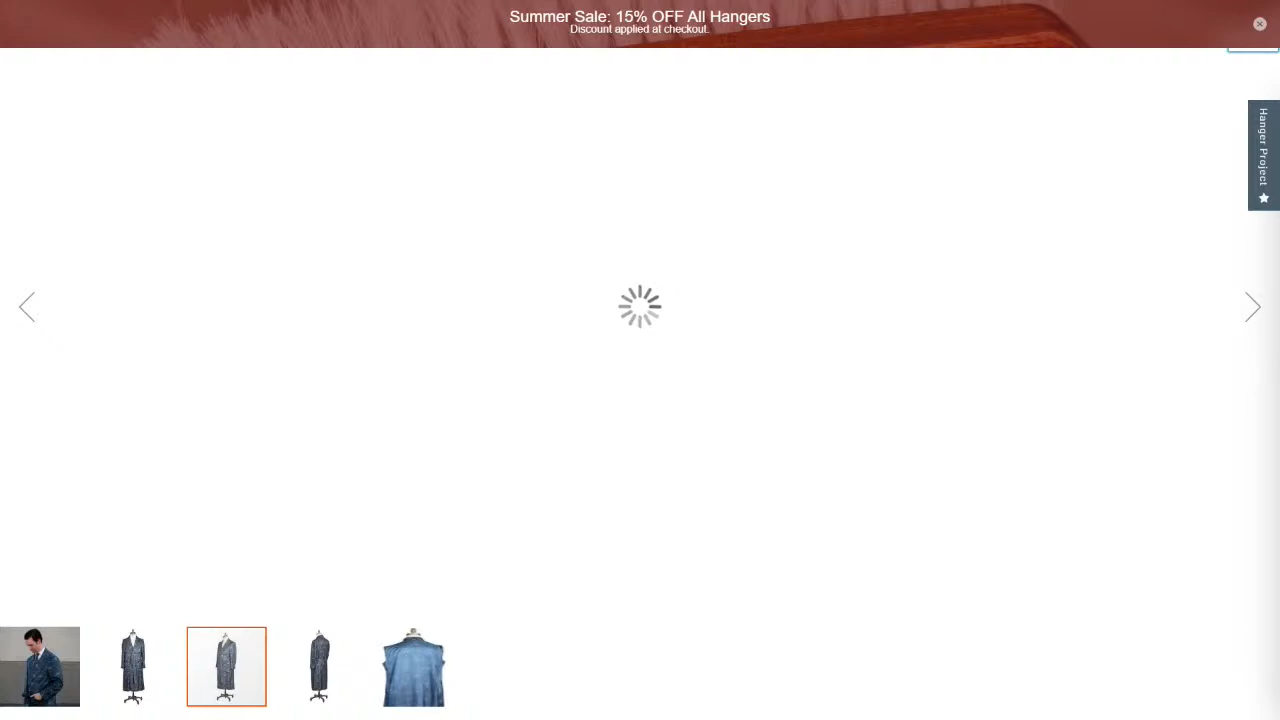 Summer Sale: 15% OFF All Hangers
Discount applied at checkout.
Hanger Project